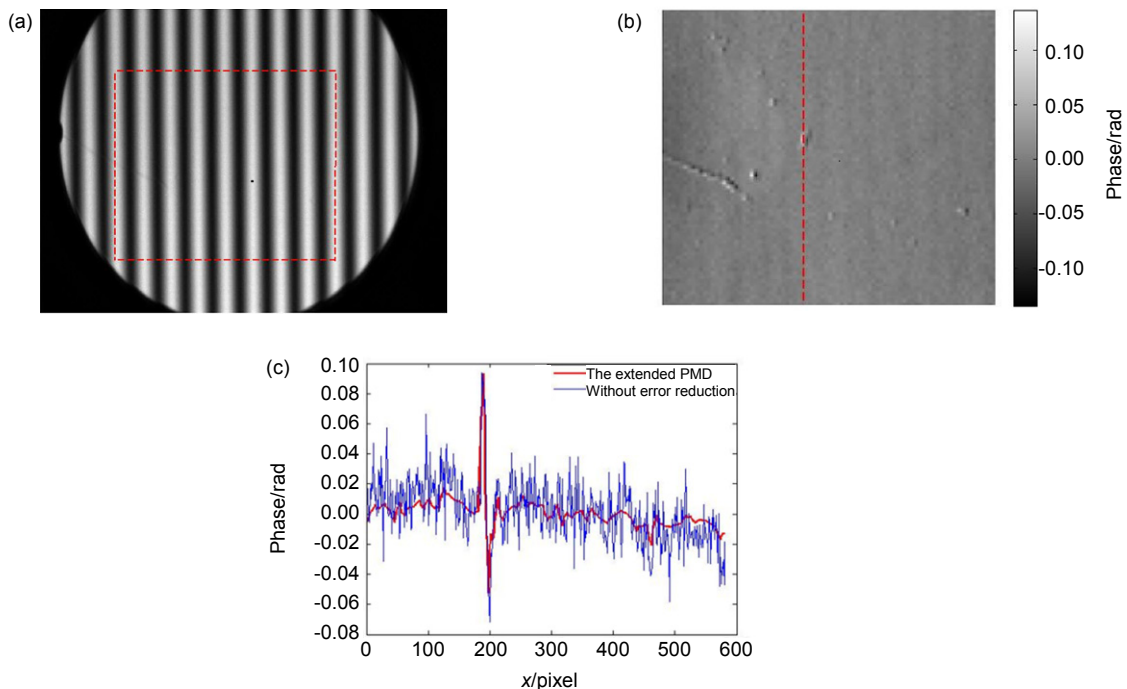 (a)
(b)
0.10
0.05
0.00
-0.05
-0.10
Phase/rad
(c)
0.10
0.08
0.06
0.04
0.02
0.00
-0.02
-0.04
-0.06
-0.08
Phase/rad
The extended PMD
Without error reduction
0
100
200
300
400
500
600
x/pixel